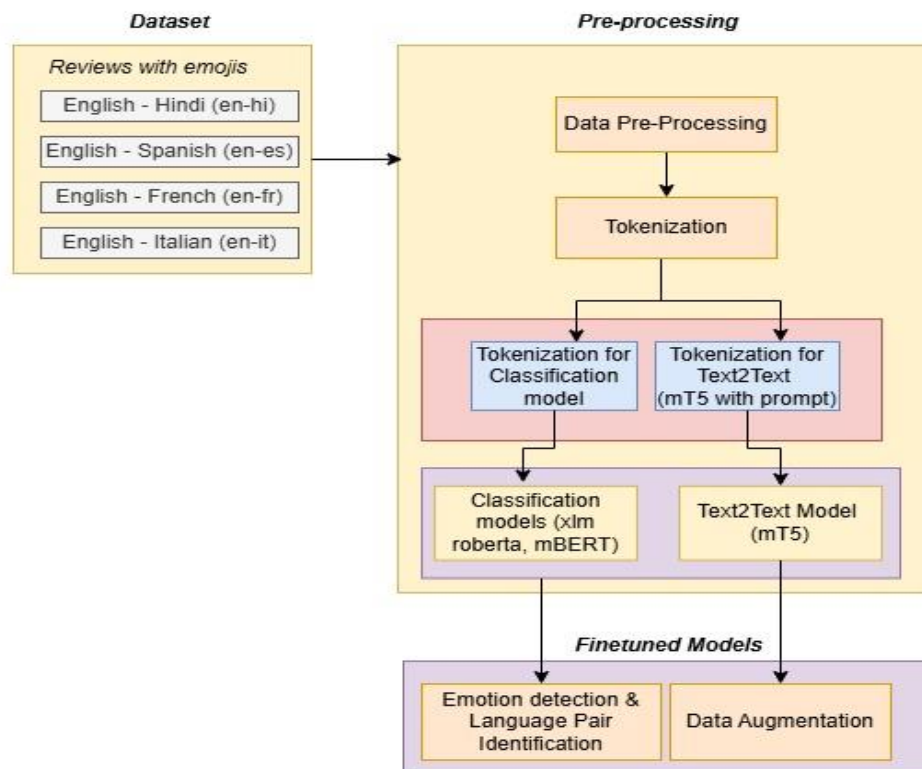 Dataset
Reviews with emojis
English - Hindi (en-hi)
English - Spanish (en-es)
English - French (en-fr)
English - Italian (en-it)
Pre-processing
Data Pre-Processing
Tokenization
Tokenization for
Classification
model
Tokenization for
Text2Text
(mT5 with prompt)
Classification
models (xlm
roberta, mBERT)
Text2Text Model
(mT5)
Finetuned Models
Emotion detection &
Language Pair
Identification
Data Augmentation